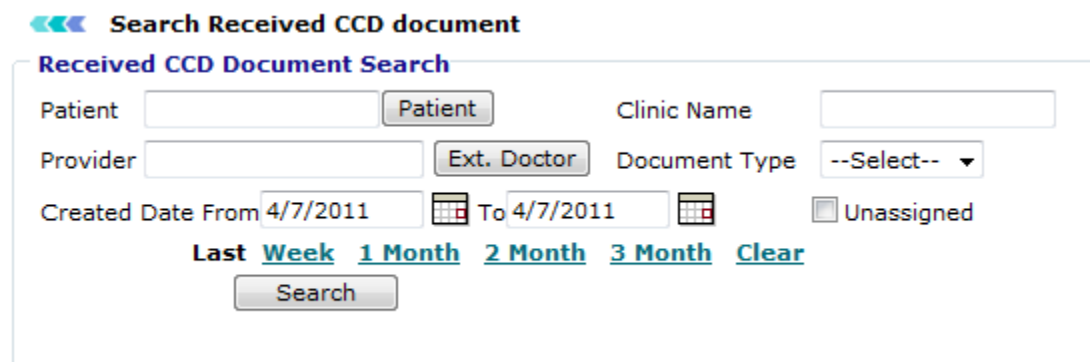 Search Received CCD document
Received CCD Document Search
Patient Patient Clinic Name
Provider Ext. Doctor Document Type --Select--
Created Date From 4/7/2011 To 4/7/2011 Unassigned
Last Week 1 Month 2 Month 3 Month Clear
Search